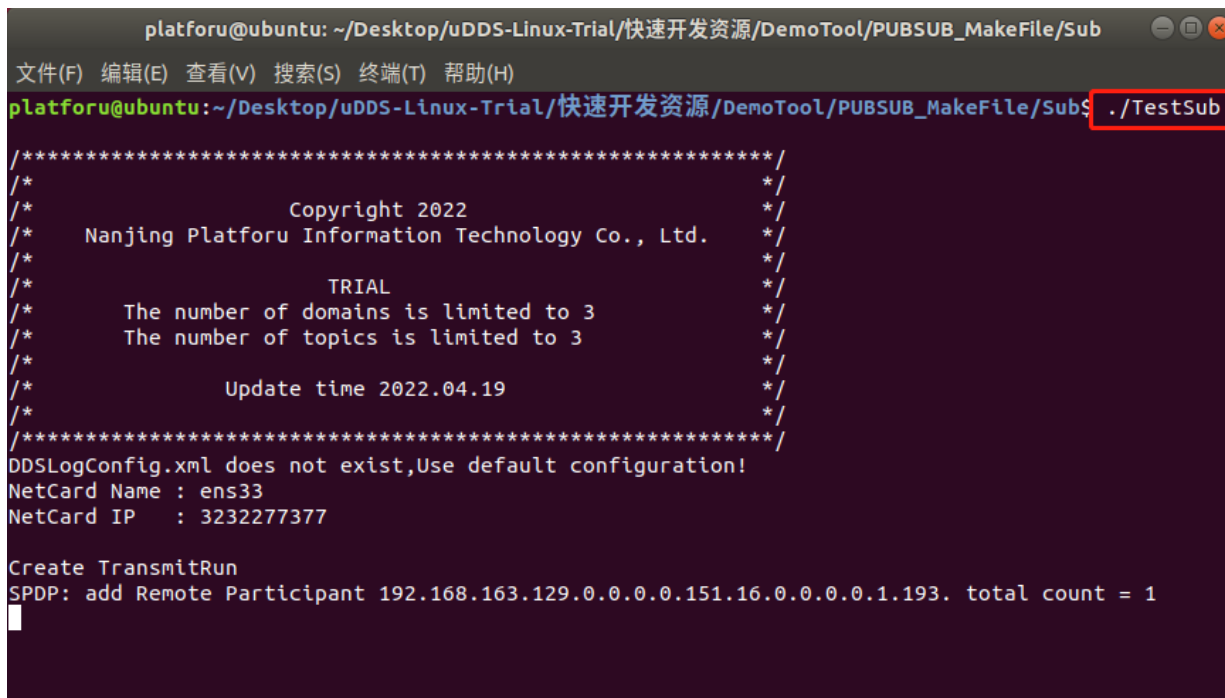 platforu@ubuntu: ~/Desktop/uDDS-Linux-Trial/快速开发资源/DemoTool/PUBSUB_MakeFile/Sub
文件(F) 编辑(E) 查看(V) 搜索(S) 终端(T) 帮助(H)
platforu@ubuntu:~/Desktop/uDDS-Linux-Trial/快速开发资源/DemoTool/PUBSUB_MakeFile/Sub$ ./TestSub
/***********************************************************/
/* */
/* Copyright 2022 */
/* Nanjing Platforu Information Technology Co., Ltd. */
/* */
/* TRIAL */
/* The number of domains is limited to 3 */
/* The number of topics is limited to 3 */
/* */
/* Update time 2022.04.19 */
/* */
/***********************************************************/
DDSLogConfig.xml does not exist,Use default configuration!
NetCard Name : ens33
NetCard IP : 3232277377
Create TransmitRun
SPDP: add Remote Participant 192.168.163.129.0.0.0.0.151.16.0.0.0.0.1.193. total count = 1